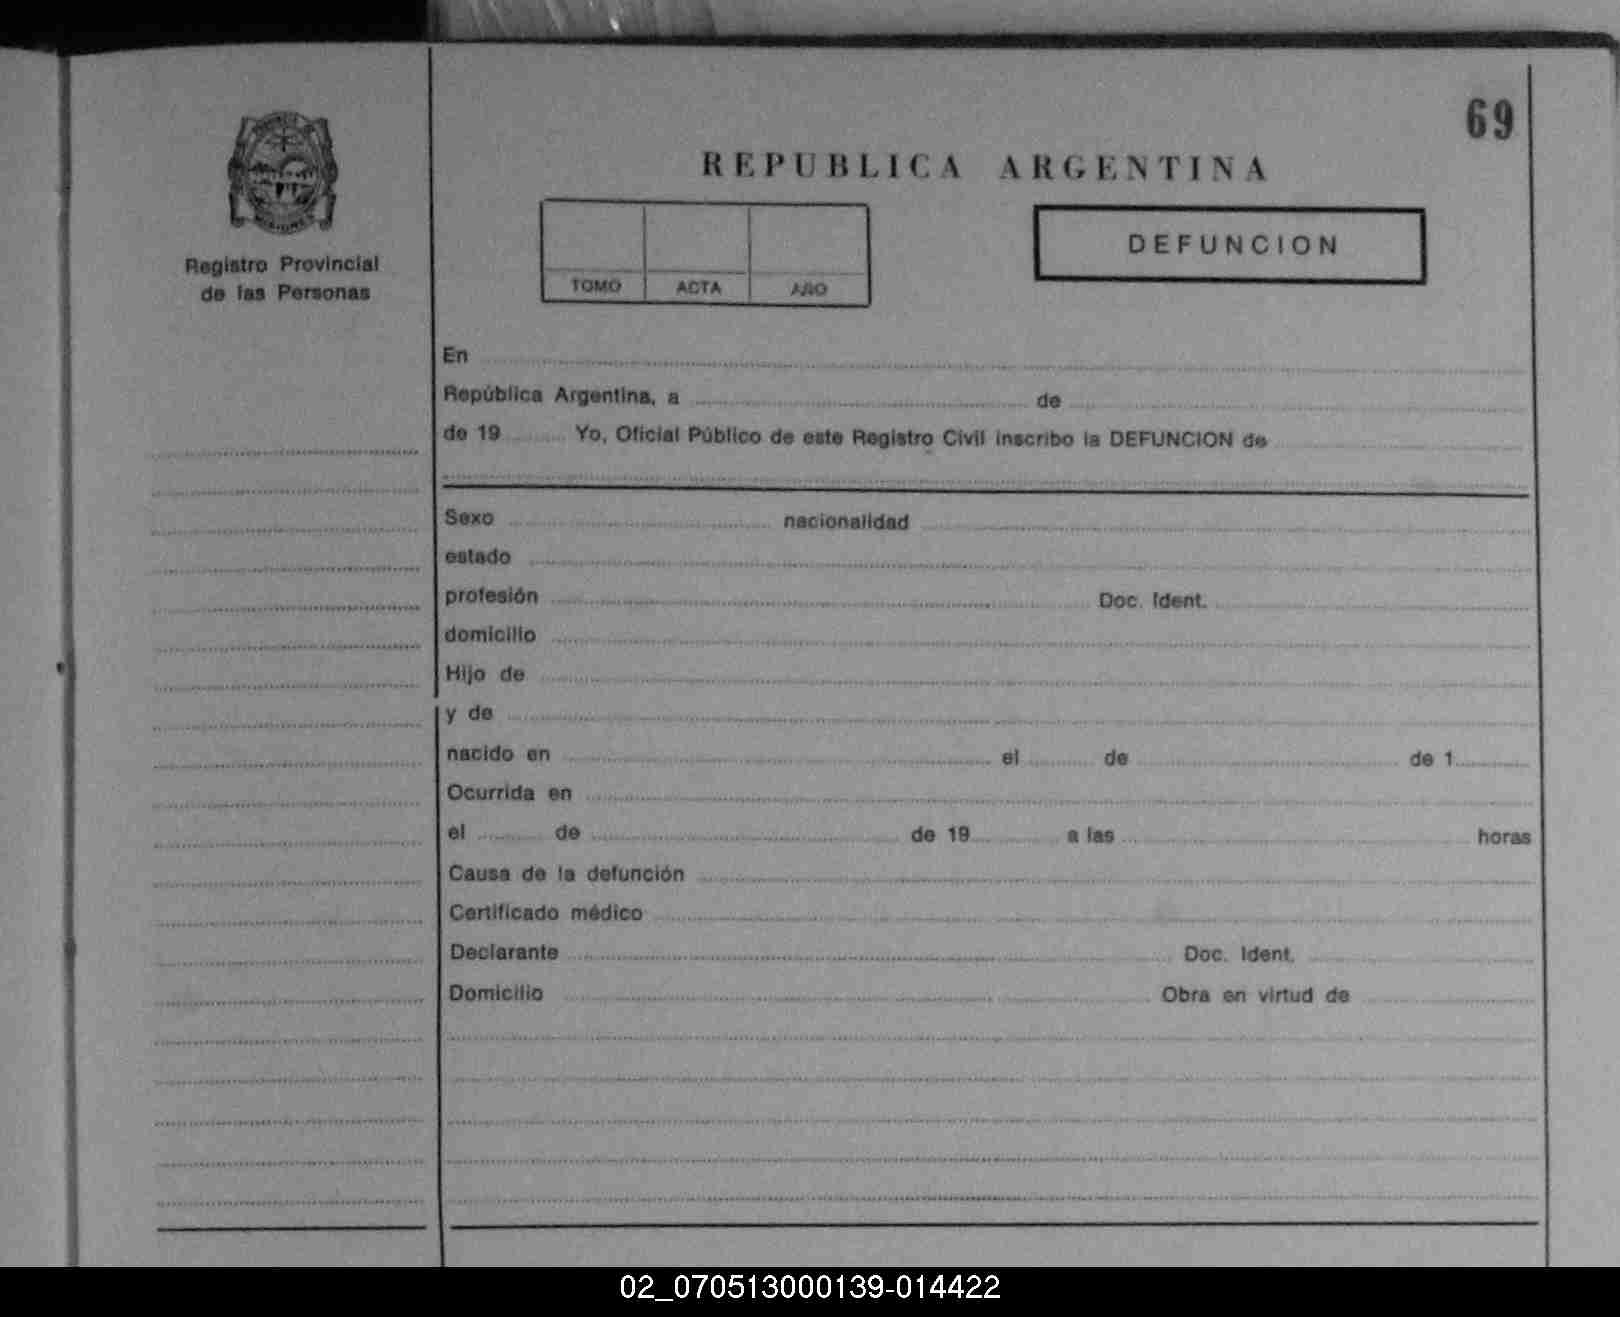 69
REPUBLICA ARGENTINA
Registro Provincial
de las Personas
TOMO ACTA AÑO
DEFUNCION
En
República Argentina, a de
de 19 Yo, Oficial Público de este Registro Civil inscribo la DEFUNCION de
Sexo nacionalidad
estado
profesión Doc. Ident.
domicilio
Hijo de
y de
nacido en el de de 1
Ocurrida en
el de de 19 a las horas
Causa de la defunción
Certificado médico
Declarante Doc. Ident.
Domicilio Obra en virtud de
02_070513000139-014422